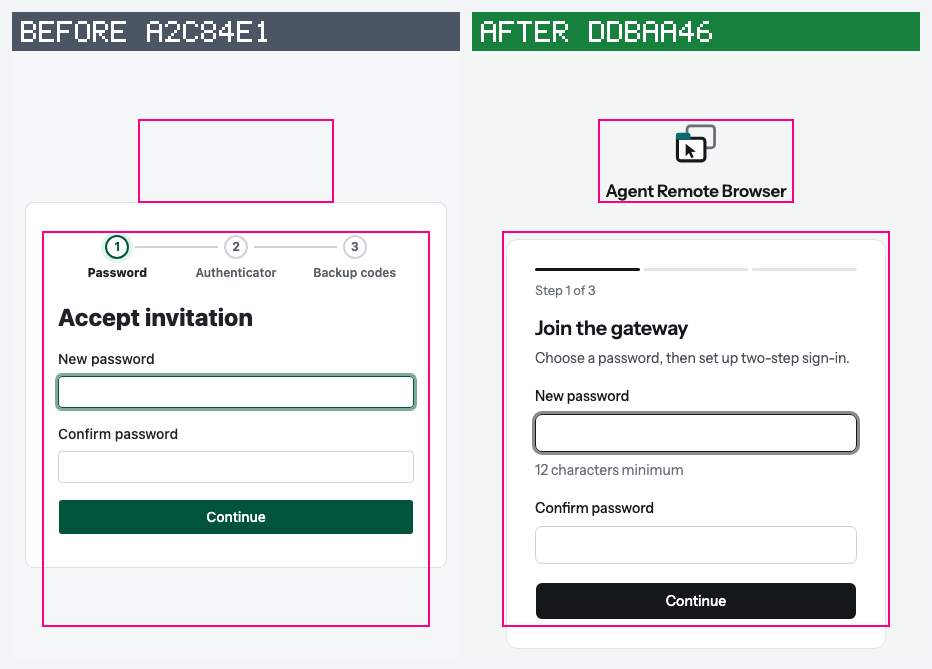 BEFORE A2C84E1
1 2 3
Password Authenticator Backup codes
Accept invitation
New password
Confirm password
Continue
AFTER DDBAA46
Agent Remote Browser
Step 1 of 3
Join the gateway
Choose a password, then set up two-step sign-in.
New password
12 characters minimum
Confirm password
Continue